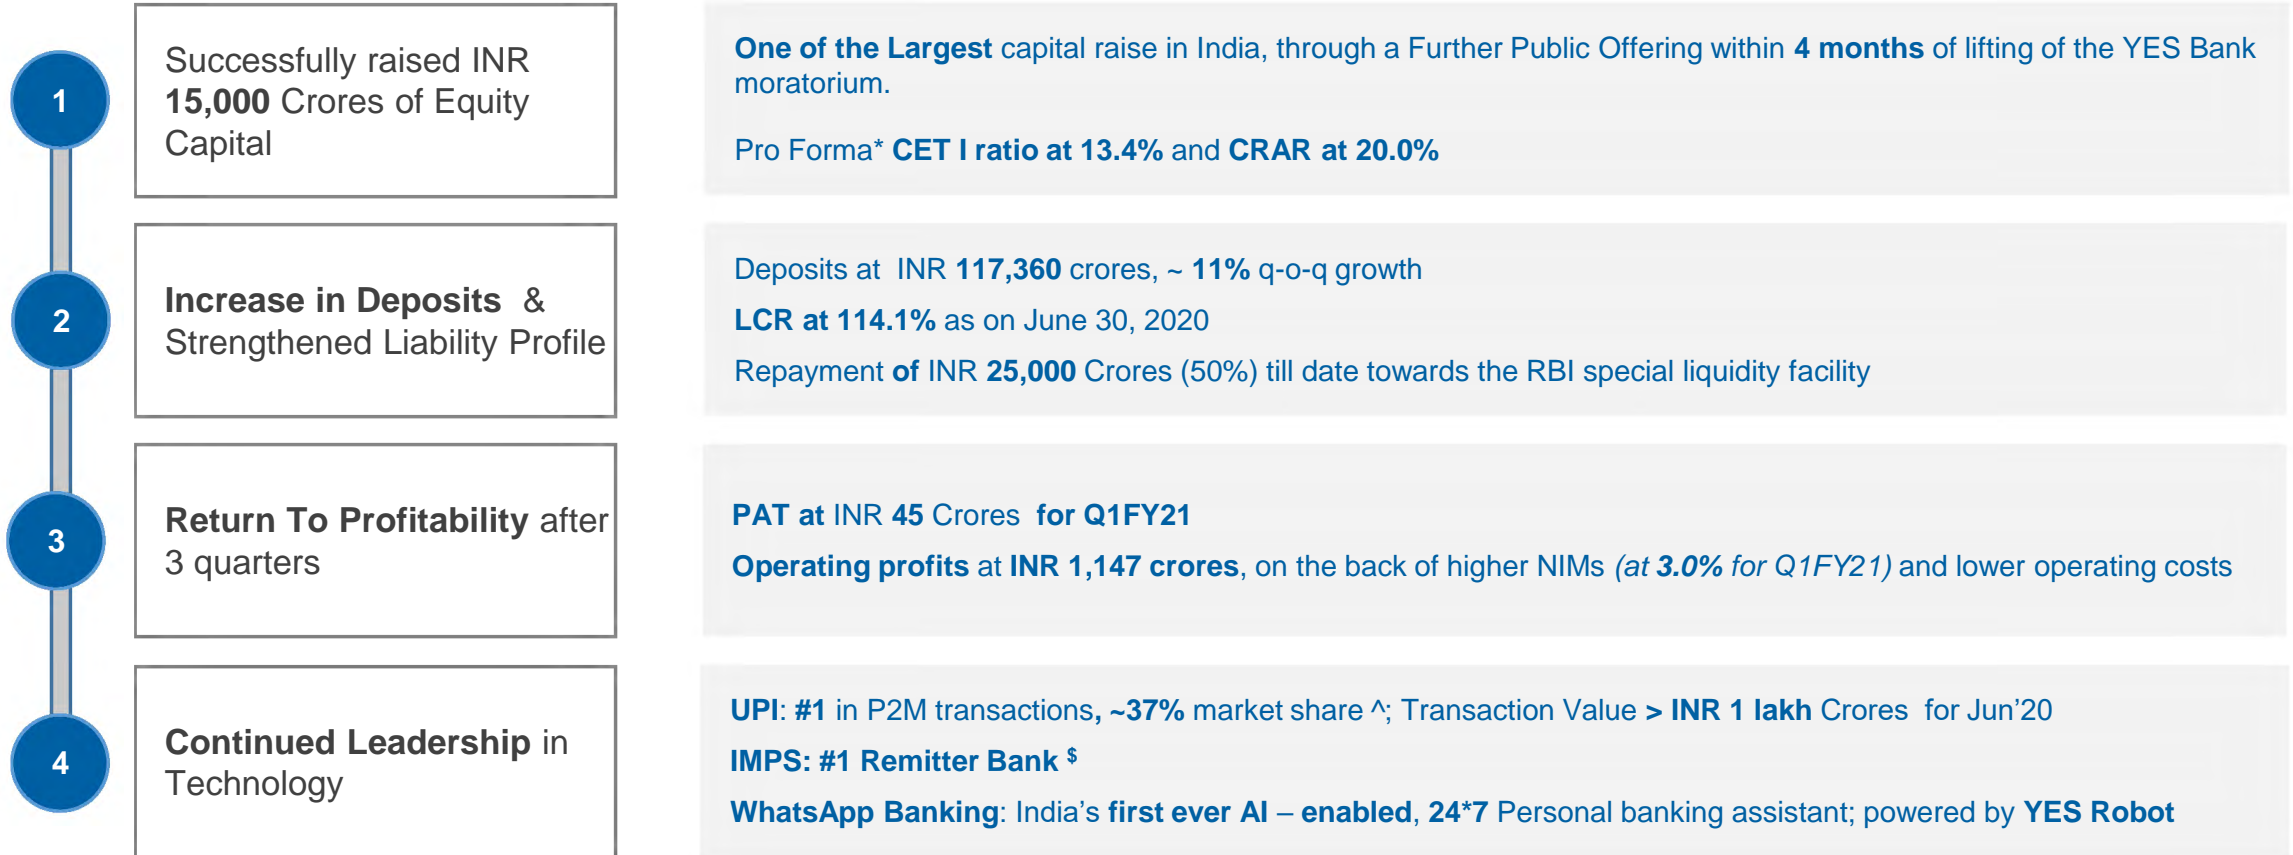 1
Successfully raised INR
15,000 Crores of Equity
Capital
One of the Largest capital raise in India, through a Further Public Offering within 4 months of lifting of the YES Bank
moratorium.
Pro Forma* CET I ratio at 13.4% and CRAR at 20.0%
2
Increase in Deposits &
Strengthened Liability Profile
Deposits at INR 117,360 crores, ~ 11% q-o-q growth
LCR at 114.1% as on June 30, 2020
Repayment of INR 25,000 Crores (50%) till date towards the RBI special liquidity facility
3
Return To Profitability after
3 quarters
PAT at INR 45 Crores for Q1FY21
Operating profits at INR 1,147 crores, on the back of higher NIMs (at 3.0% for Q1FY21) and lower operating costs
4
Continued Leadership in
Technology
UPI: #1 in P2M transactions, ~37% market share ^; Transaction Value > INR 1 lakh Crores for Jun’20
IMPS: #1 Remitter Bank $
WhatsApp Banking: India’s first ever AI – enabled, 24*7 Personal banking assistant; powered by YES Robot